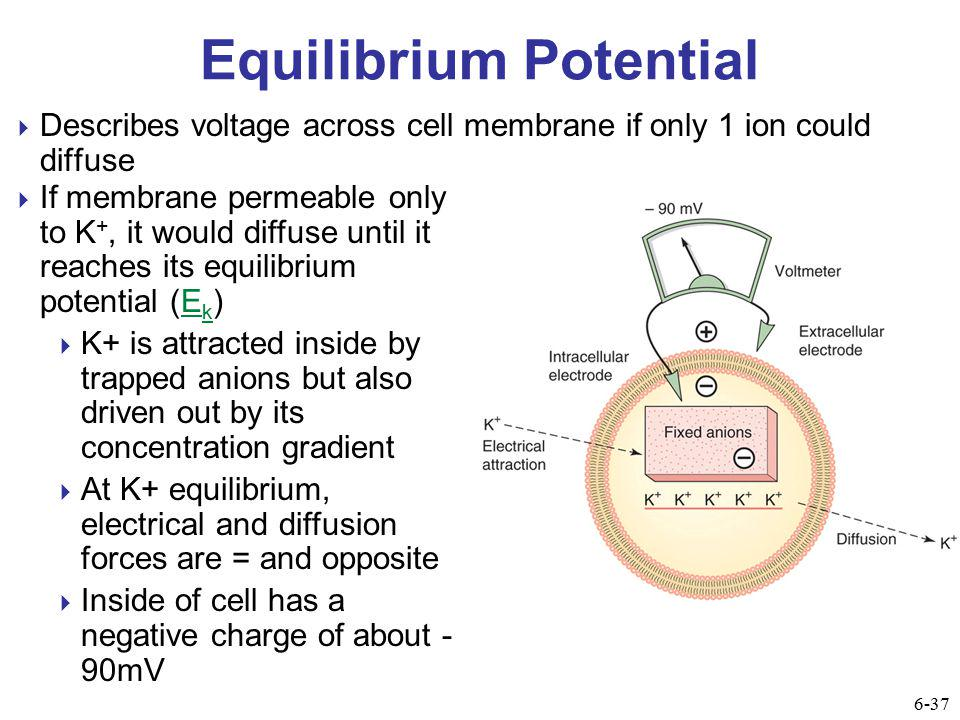 Equilibrium Potential
Describes voltage across cell membrane if only 1 ion could
diffuse
If membrane permeable only
to K⁺, it would diffuse until it
reaches its equilibrium
potential (Eₖ)
K+ is attracted inside by
trapped anions but also
driven out by its
concentration gradient
At K+ equilibrium,
electrical and diffusion
forces are = and opposite
Inside of cell has a
negative charge of about -
90mV
– 90 mV
Voltmeter
+
Extracellular
electrode
Intracellular
electrode
–
K⁺
Electrical
attraction
Fixed anions
–
K⁺ K⁺ K⁺ K⁺ K⁺
Diffusion
K⁺
6-37